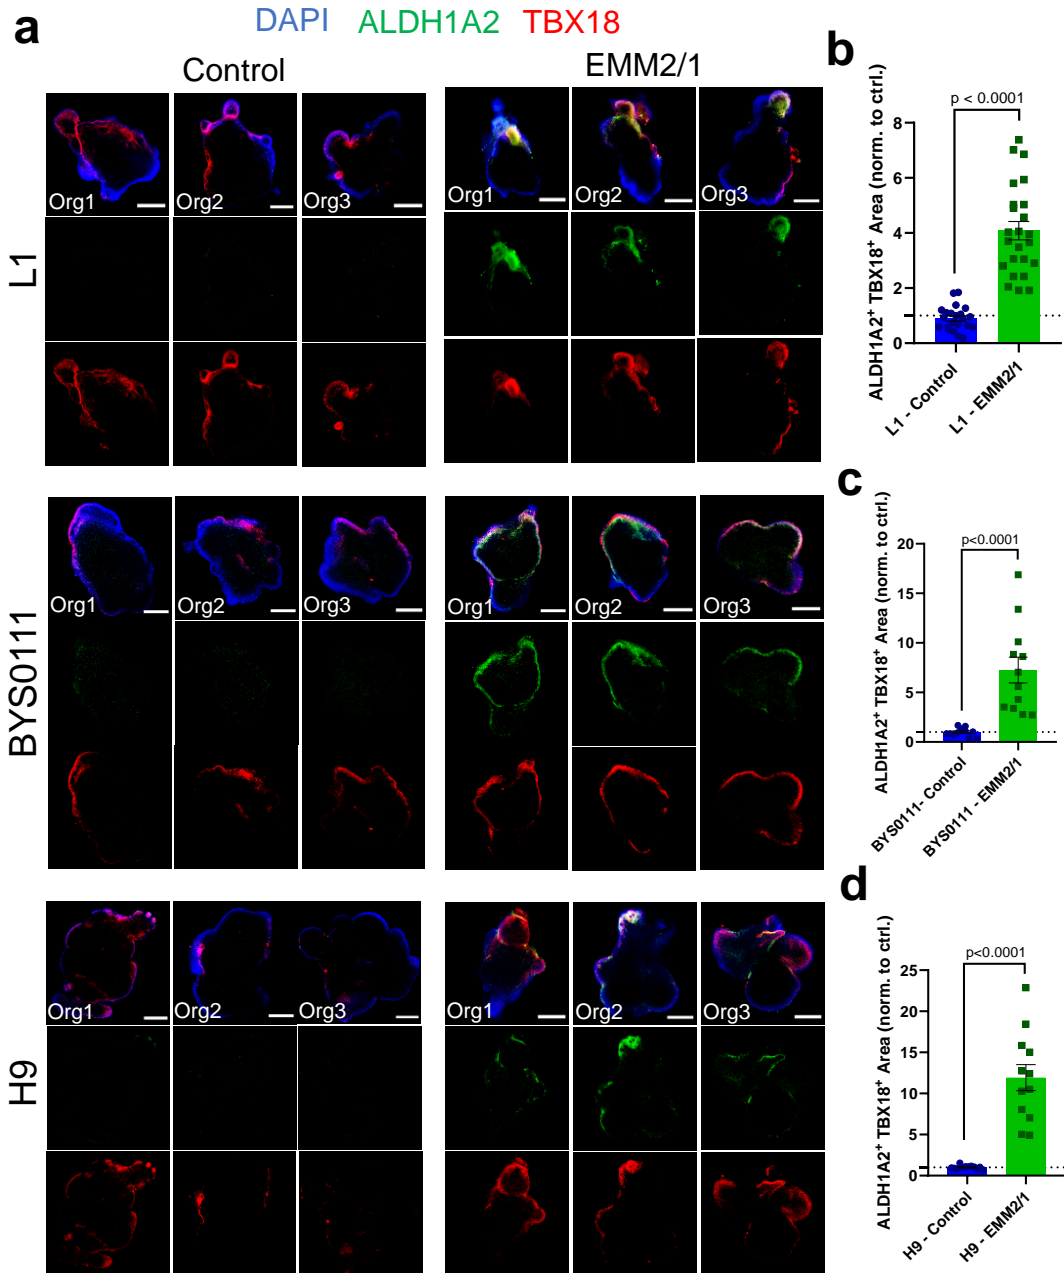 a
DAPI ALDH1A2 TBX18
Control
EMM2/1
L1
Org1
Org2
Org3
Org1
Org2
Org3
BYS0111
Org1
Org2
Org3
Org1
Org2
Org3
H9
Org1
Org2
Org3
Org1
Org2
Org3
b
ALDH1A2⁺ TBX18⁺ Area (norm. to ctrl.)
p < 0.0001
8
6
4
2
0
L1 - Control
L1 - EMM2/1
c
ALDH1A2⁺ TBX18⁺ Area (norm. to ctrl.)
p<0.0001
20
15
10
5
0
BYS0111- Control
BYS0111 - EMM2/1
d
ALDH1A2⁺ TBX18⁺ Area (norm. to ctrl.)
p<0.0001
25
20
15
10
5
0
H9 - Control
H9 - EMM2/1